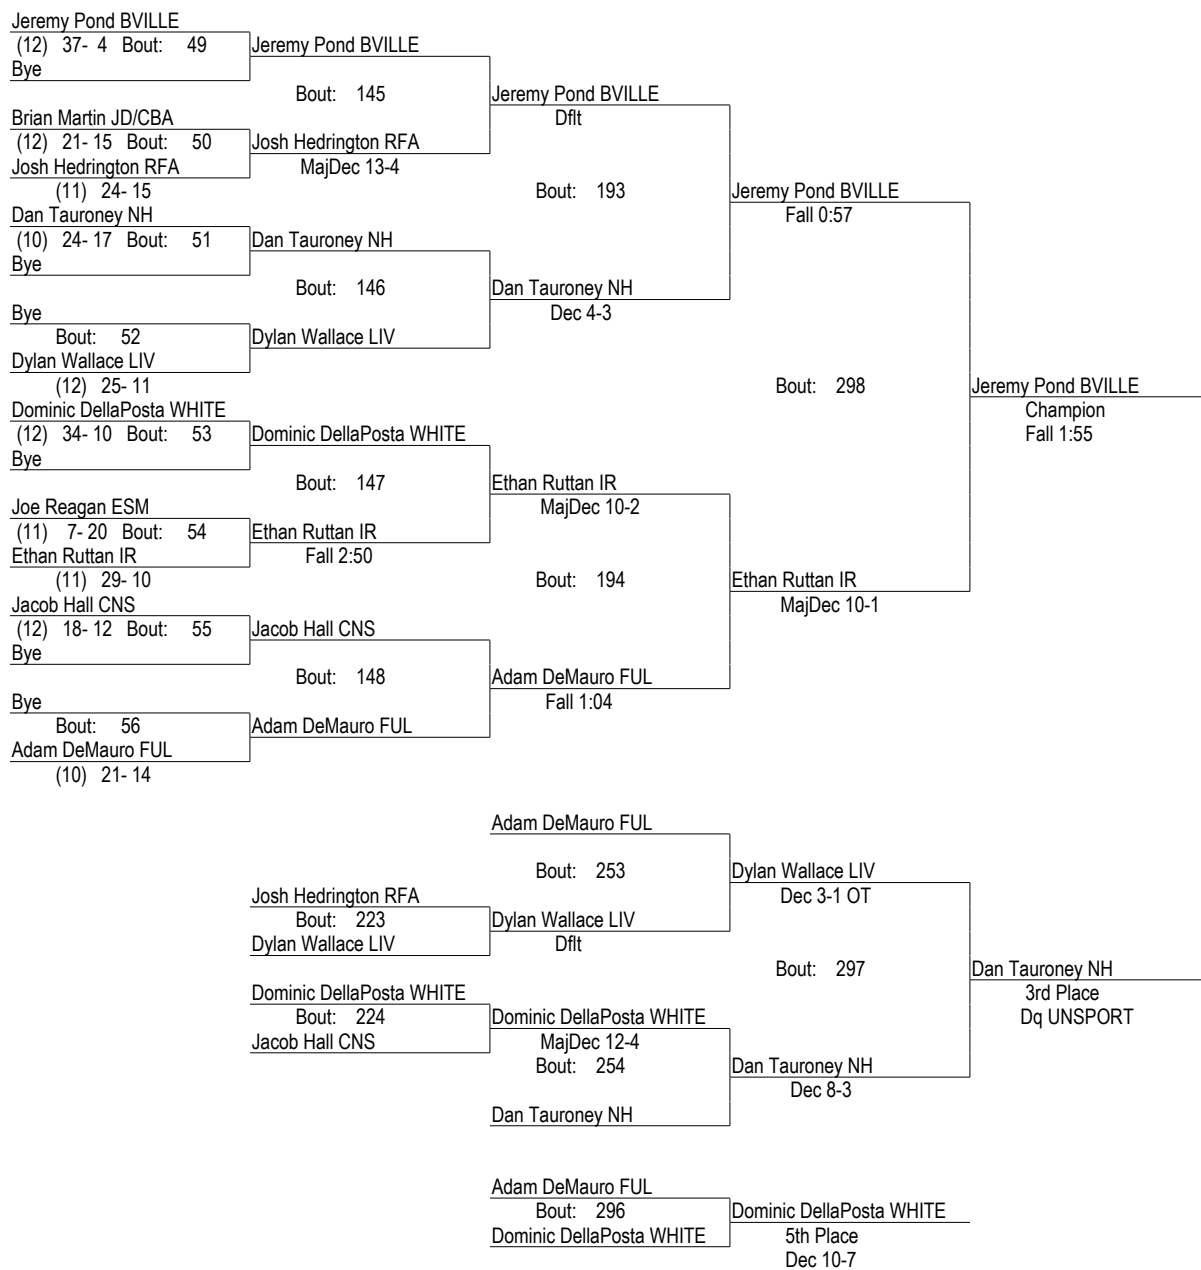 Jeremy Pond BVILLE
(12) 37- 4 Bout: 49 Jeremy Pond BVILLE
Bye
Bout: 145 Jeremy Pond BVILLE
Brian Martin JD/CBA Dflt
(12) 21- 15 Bout: 50 Josh Hedrington RFA
Josh Hedrington RFA MajDec 13-4
(11) 24- 15 Bout: 193 Jeremy Pond BVILLE
Dan Tauroney NH Fall 0:57
(10) 24- 17 Bout: 51 Dan Tauroney NH
Bye
Bout: 146 Dan Tauroney NH
Bye Dec 4-3
Bout: 52 Dylan Wallace LIV
Dylan Wallace LIV
(12) 25- 11 Bout: 298 Jeremy Pond BVILLE
Dominic DellaPosta WHITE Champion
(12) 34- 10 Bout: 53 Dominic DellaPosta WHITE Fall 1:55
Bye
Bout: 147 Ethan Ruttan IR
Joe Reagan ESM MajDec 10-2
(11) 7- 20 Bout: 54 Ethan Ruttan IR
Ethan Ruttan IR Fall 2:50
(11) 29- 10 Bout: 194 Ethan Ruttan IR
Jacob Hall CNS MajDec 10-1
(12) 18- 12 Bout: 55 Jacob Hall CNS
Bye
Bout: 148 Adam DeMauro FUL
Bye Fall 1:04
Bout: 56 Adam DeMauro FUL
Adam DeMauro FUL
(10) 21- 14
Adam DeMauro FUL
Bout: 253 Dylan Wallace LIV
Josh Hedrington RFA Dec 3-1 OT
Bout: 223 Dylan Wallace LIV
Dylan Wallace LIV Dflt
Bout: 297 Dan Tauroney NH
Dominic DellaPosta WHITE 3rd Place
Bout: 224 Dominic DellaPosta WHITE Dq UNSPORT
Jacob Hall CNS MajDec 12-4
Bout: 254 Dan Tauroney NH
Dec 8-3
Dan Tauroney NH
Adam DeMauro FUL
Bout: 296 Dominic DellaPosta WHITE
Dominic DellaPosta WHITE 5th Place
Dec 10-7